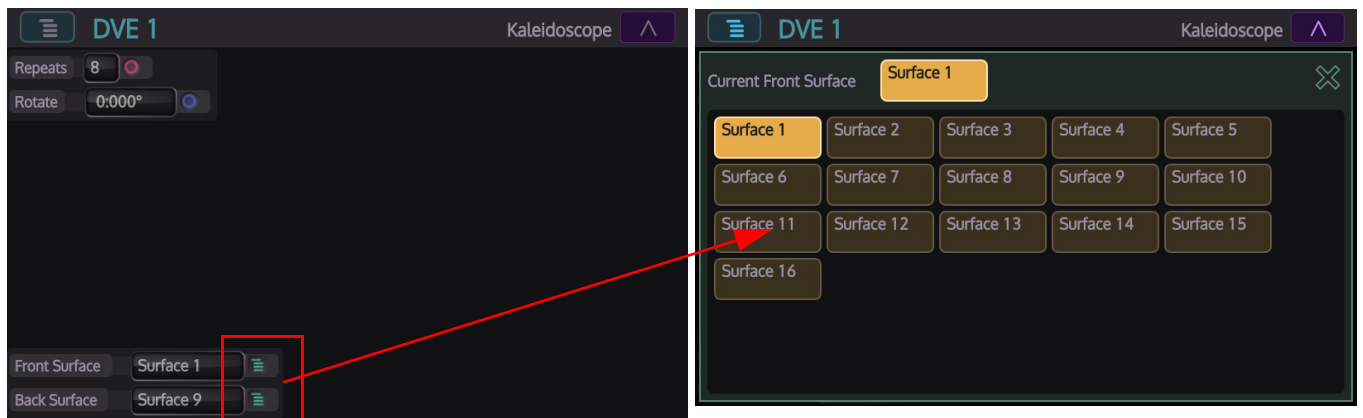 DVE 1 Kaleidoscope
Repeats 8
Rotate 0:000°
Front Surface Surface 1
Back Surface Surface 9
DVE 1 Kaleidoscope
Current Front Surface Surface 1
Surface 1 Surface 2 Surface 3 Surface 4 Surface 5
Surface 6 Surface 7 Surface 8 Surface 9 Surface 10
Surface 11 Surface 12 Surface 13 Surface 14 Surface 15
Surface 16